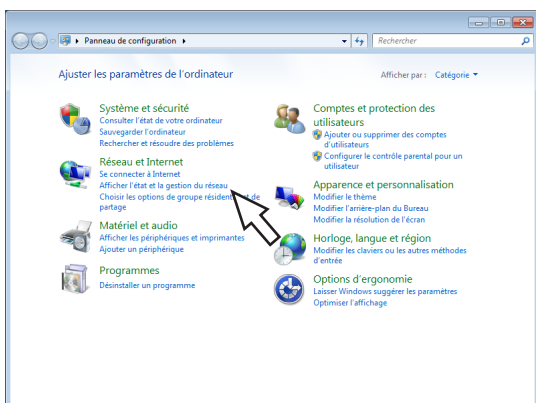 Panneau de configuration
Rechercher
Ajuster les paramètres de l'ordinateur
Afficher par : Catégorie
Système et sécurité
Consulter l'état de votre ordinateur
Sauvegarder l'ordinateur
Rechercher et résoudre des problèmes
Réseau et Internet
Se connecter à Internet
Afficher l'état et la gestion du réseau
Choisir les options de groupe de
partage
Matériel et audio
Afficher les périphériques et imprimantes
Ajouter un périphérique
Programmes
Désinstaller un programme
Comptes et protection des
utilisateurs
Ajouter ou supprimer des comptes
d'utilisateurs
Configurer le contrôle parental pour un
utilisateur
Apparence et personnalisation
Modifier le thème
Modifier l'arrière-plan du Bureau
Modifier la résolution de l'écran
Horloge, langue et région
Modifier les claviers ou les autres méthodes
d'entrée
Options d'ergonomie
Laisser Windows suggérer les paramètres
Optimiser l'affichage